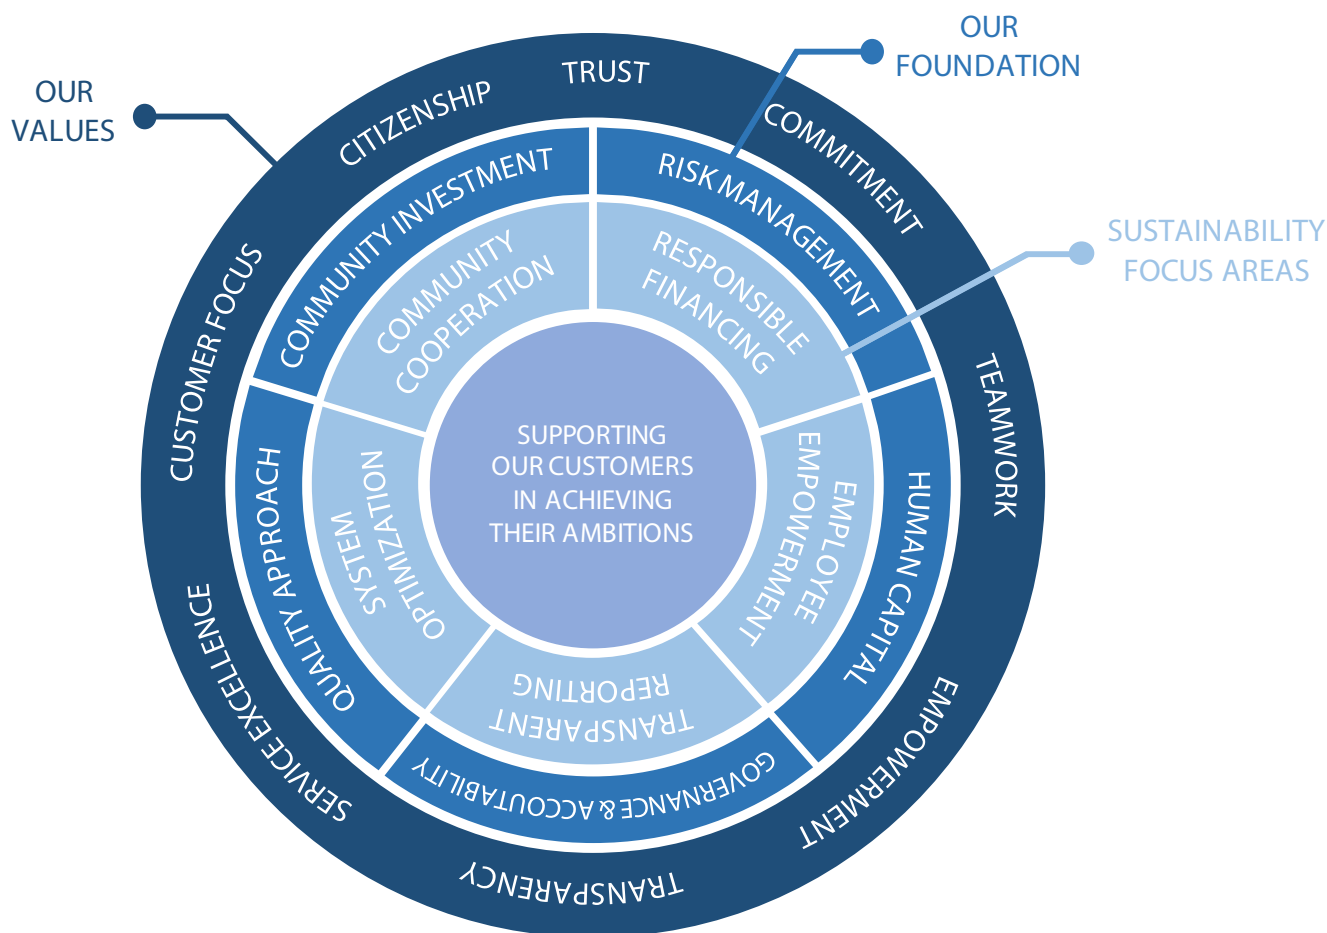 OUR
VALUES
OUR
FOUNDATION
SUSTAINABILITY
FOCUS AREAS
TRUST
COMMITMENT
TEAMWORK
EMPOWERMENT
TRANSPARENCY
SERVICE EXCELLENCE
CUSTOMER FOCUS
CITIZENSHIP
RISK MANAGEMENT
HUMAN CAPITAL
GOVERNANCE & ACCOUTABILITY
QUALITY APPROACH
COMMUNITY INVESTMENT
RESPONSIBLE
FINANCING
EMPLOYEE
EMPOWERMENT
TRANSPARENT
REPORTING
SYSTEM
OPTIMIZATION
COMMUNITY
COOPERATION
SUPPORTING
OUR CUSTOMERS
IN ACHIEVING
THEIR AMBITIONS